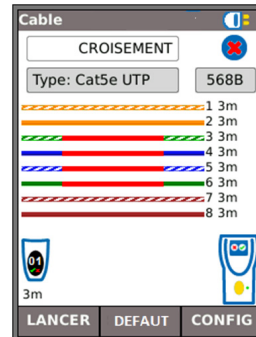 Cable
CROISEMENT
Type: Cat5e UTP 568B
1 3m
2 3m
3 3m
4 3m
5 3m
6 3m
7 3m
8 3m
01
3m
LANCER DEFAUT CONFIG